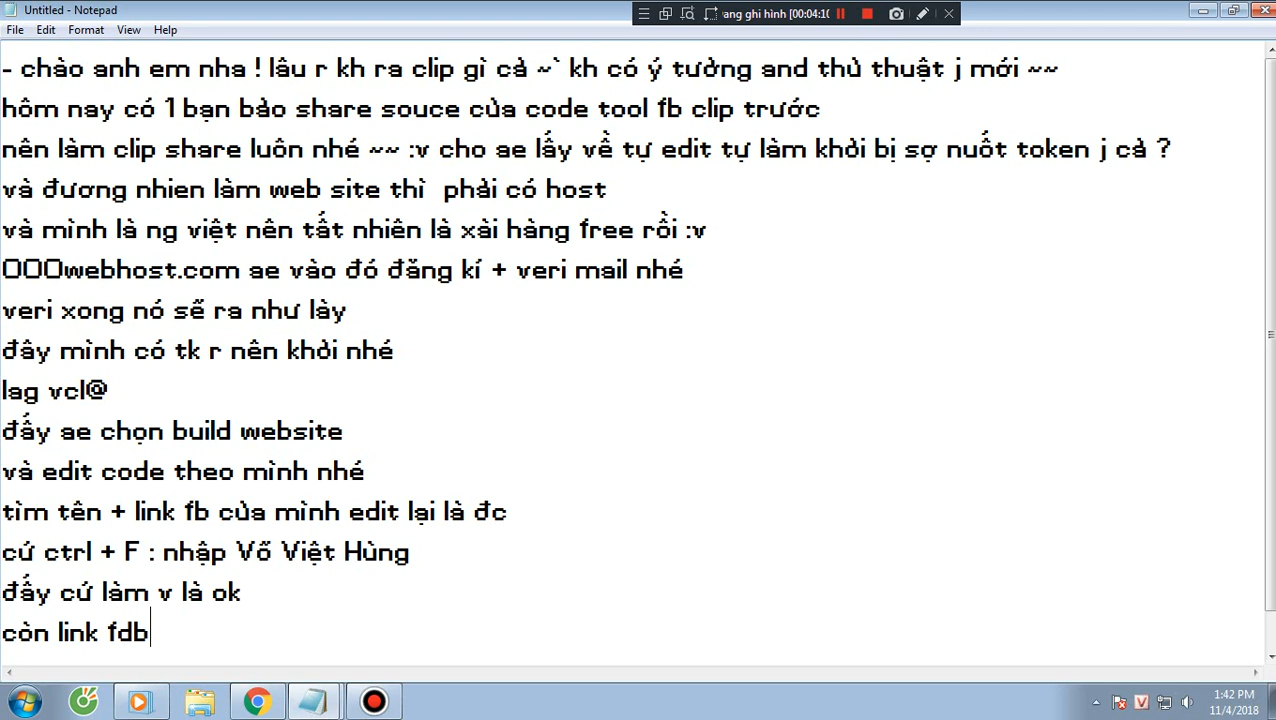 Untitled - Notepad
ang ghi hình [00:04:10
File Edit Format View Help
- chào anh em nha ! lâu r kh ra clip gì cả ~` kh có ý tưởng and thủ thuật j mới ~~
hôm nay có 1 bạn bảo share souce của code tool fb clip trước
nên làm clip share luôn nhé ~~ :v cho ae lấy về tự edit tự làm khỏi bị sợ nuốt token j cả ?
và đương nhien làm web site thì  phải có host
và mình là ng việt nên tất nhiên là xài hàng free rồi :v
000webhost.com ae vào đó đăng kí + veri mail nhé
veri xong nó sẽ ra như lày
đây mình có tk r nên khỏi nhé
lag vcl@
đấy ae chọn build website
và edit code theo mình nhé
tìm tên + link fb của mình edit lại là đc
cứ ctrl + F : nhập Võ Việt Hùng
đấy cứ làm v là ok
còn link fdb
1:42 PM
11/4/2018